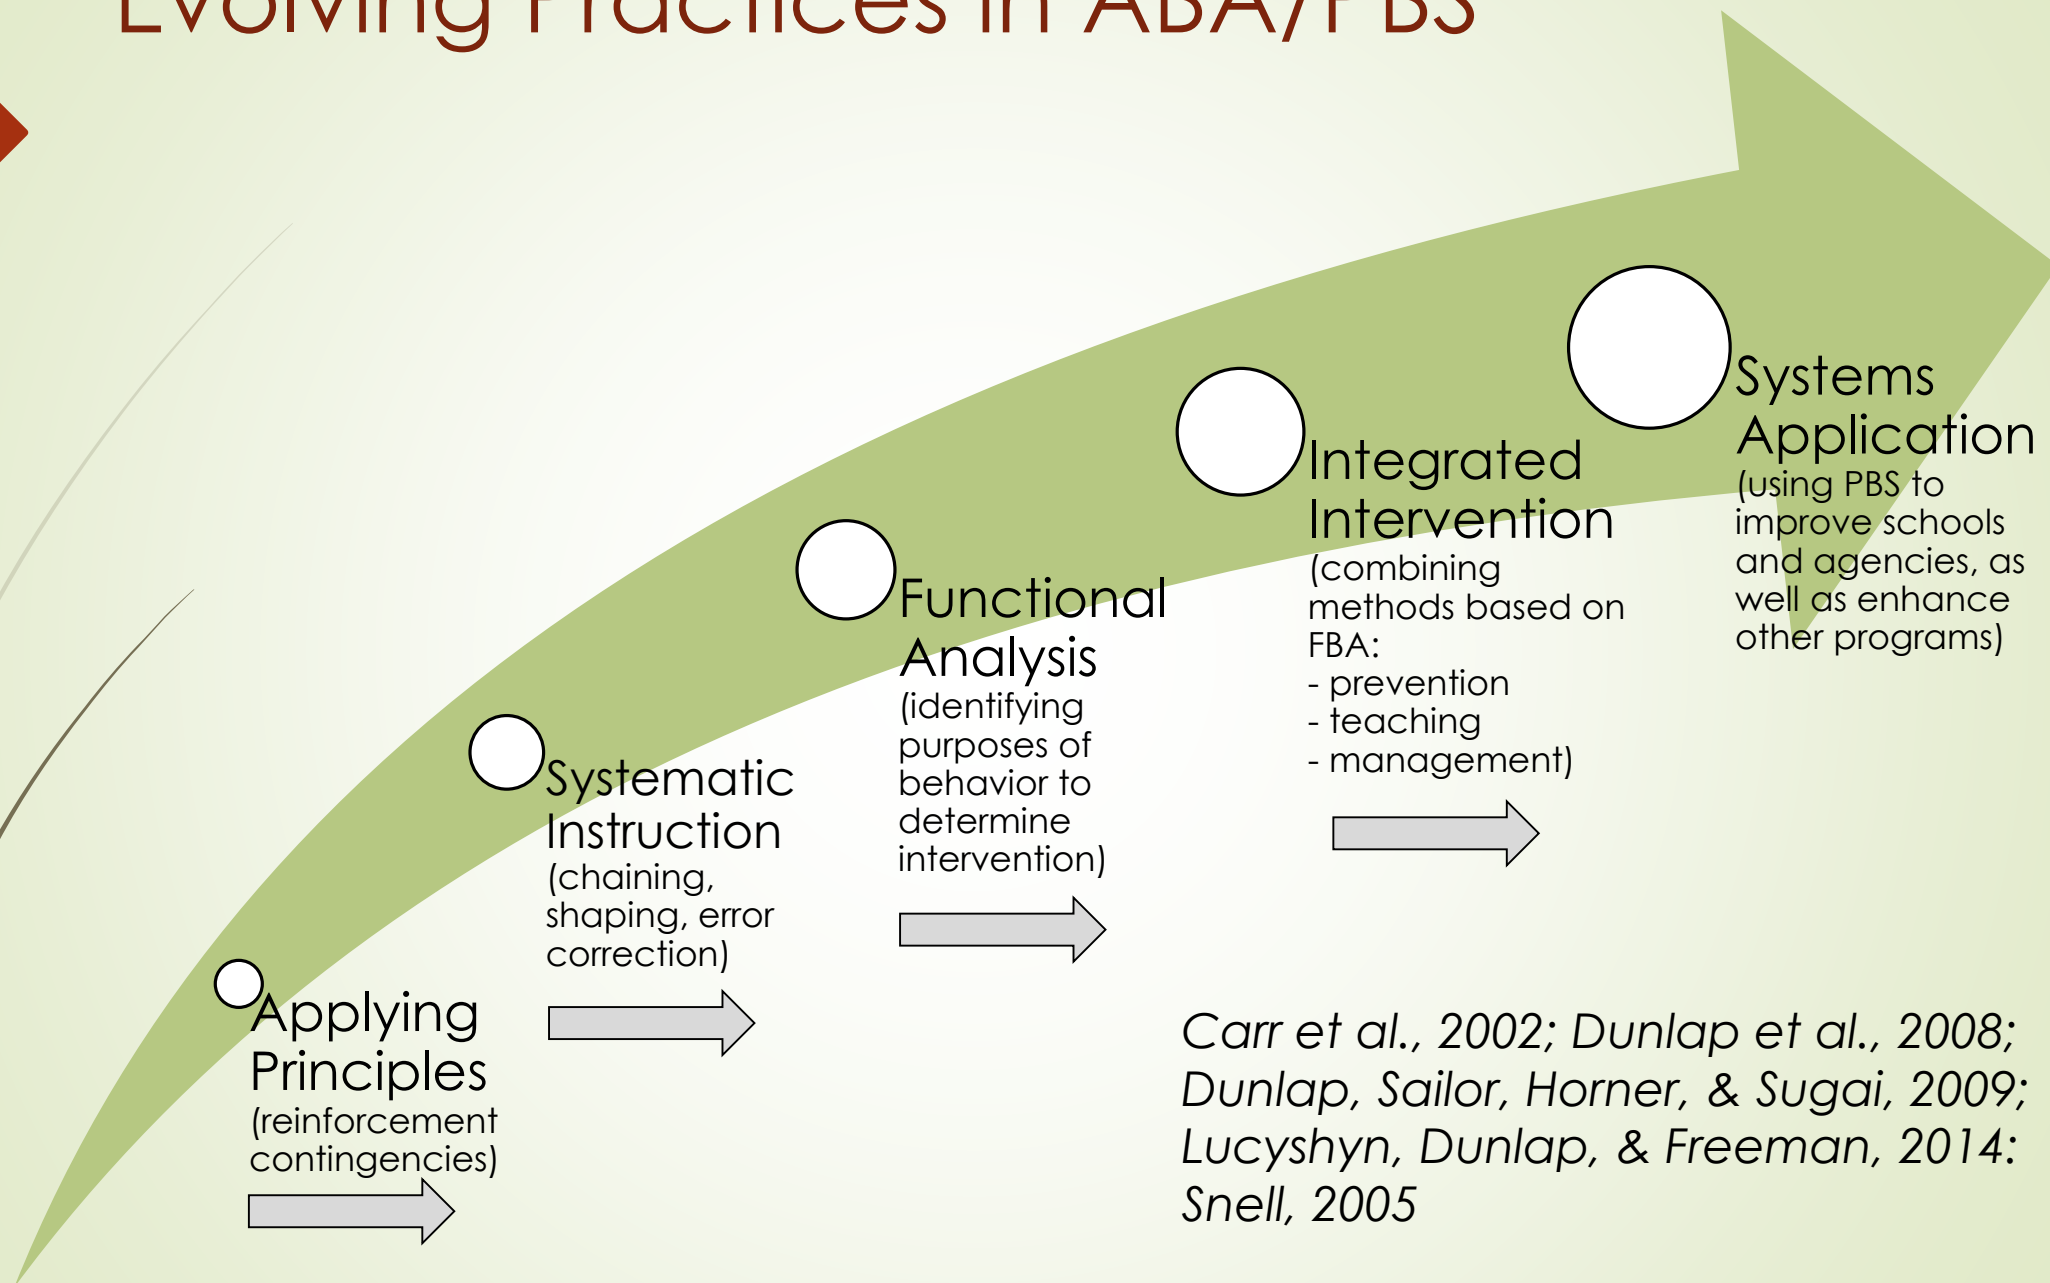 Evolving Practices in ABA/PBS
Applying
Principles
(reinforcement
contingencies)
Systematic
Instruction
(chaining,
shaping, error
correction)
Functional
Analysis
(identifying
purposes of
behavior to
determine
intervention)
Integrated
Intervention
(combining
methods based on
FBA:
- prevention
- teaching
- management)
Systems
Application
(using PBS to
improve schools
and agencies, as
well as enhance
other programs)
Carr et al., 2002; Dunlap et al., 2008;
Dunlap, Sailor, Horner, & Sugai, 2009;
Lucyshyn, Dunlap, & Freeman, 2014:
Snell, 2005